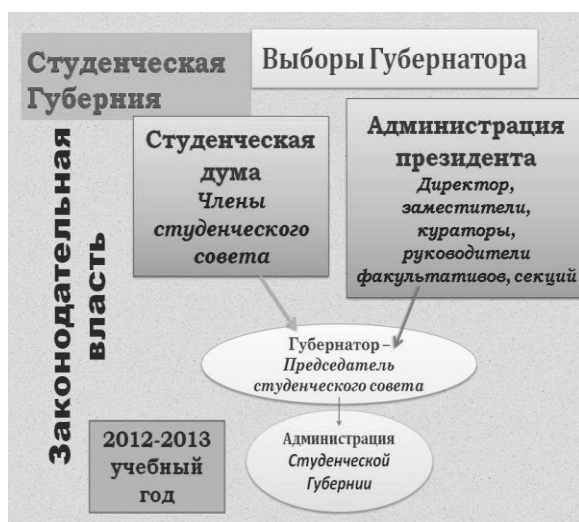 Студенческая
Губерния
Выборы Губернатора
Законодательная
власть
Студенческая
дума
Члены
студенческого
совета
Администрация
президента
Директор,
заместители,
кураторы,
руководители
факультативов, секций
Губернатор –
Председатель
студенческого совета
2012-2013
учебный
год
Администрация
Студенческой
Губернии